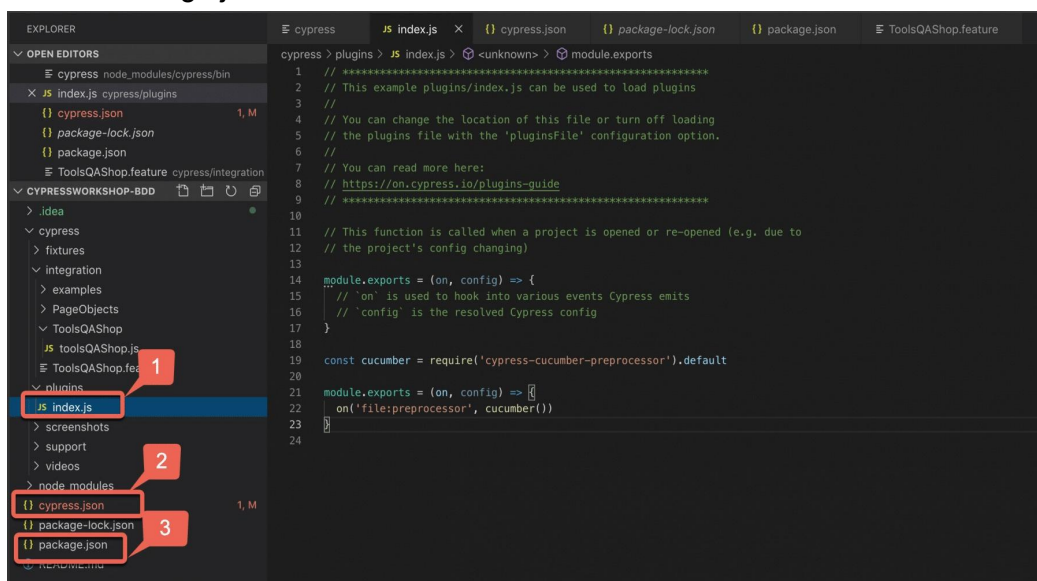 EXPLORER
OPEN EDITORS
cypress node_modules/cypress/bin
JS index.js cypress/plugins
{} cypress.json 1, M
{} package-lock.json
{} package.json
ToolsQAShop.feature cypress/integration
CYPRESSWORKSHOP-BDD
.idea
cypress
fixtures
integration
examples
PageObjects
ToolsQAShop
JS toolsQAShop.js
ToolsQAShop.fea
1
plugins
JS index.js
screenshots
support
videos
2
node_modules
{} cypress.json 1, M
{} package-lock.json
3
{} package.json
README.md
cypress JS index.js {} cypress.json {} package-lock.json {} package.json ToolsQAShop.feature
cypress > plugins > JS index.js > <unknown> > module.exports
1 // ***********************************************************
2 // This example plugins/index.js can be used to load plugins
3 //
4 // You can change the location of this file or turn off loading
5 // the plugins file with the 'pluginsFile' configuration option.
6 //
7 // You can read more here:
8 // https://on.cypress.io/plugins-guide
9 // ***********************************************************
10
11 // This function is called when a project is opened or re-opened (e.g. due to
12 // the project's config changing)
13
14 module.exports = (on, config) => {
15 // `on` is used to hook into various events Cypress emits
16 // `config` is the resolved Cypress config
17 }
18
19 const cucumber = require('cypress-cucumber-preprocessor').default
20
21 module.exports = (on, config) => {
22 on('file:preprocessor', cucumber())
23 }
24